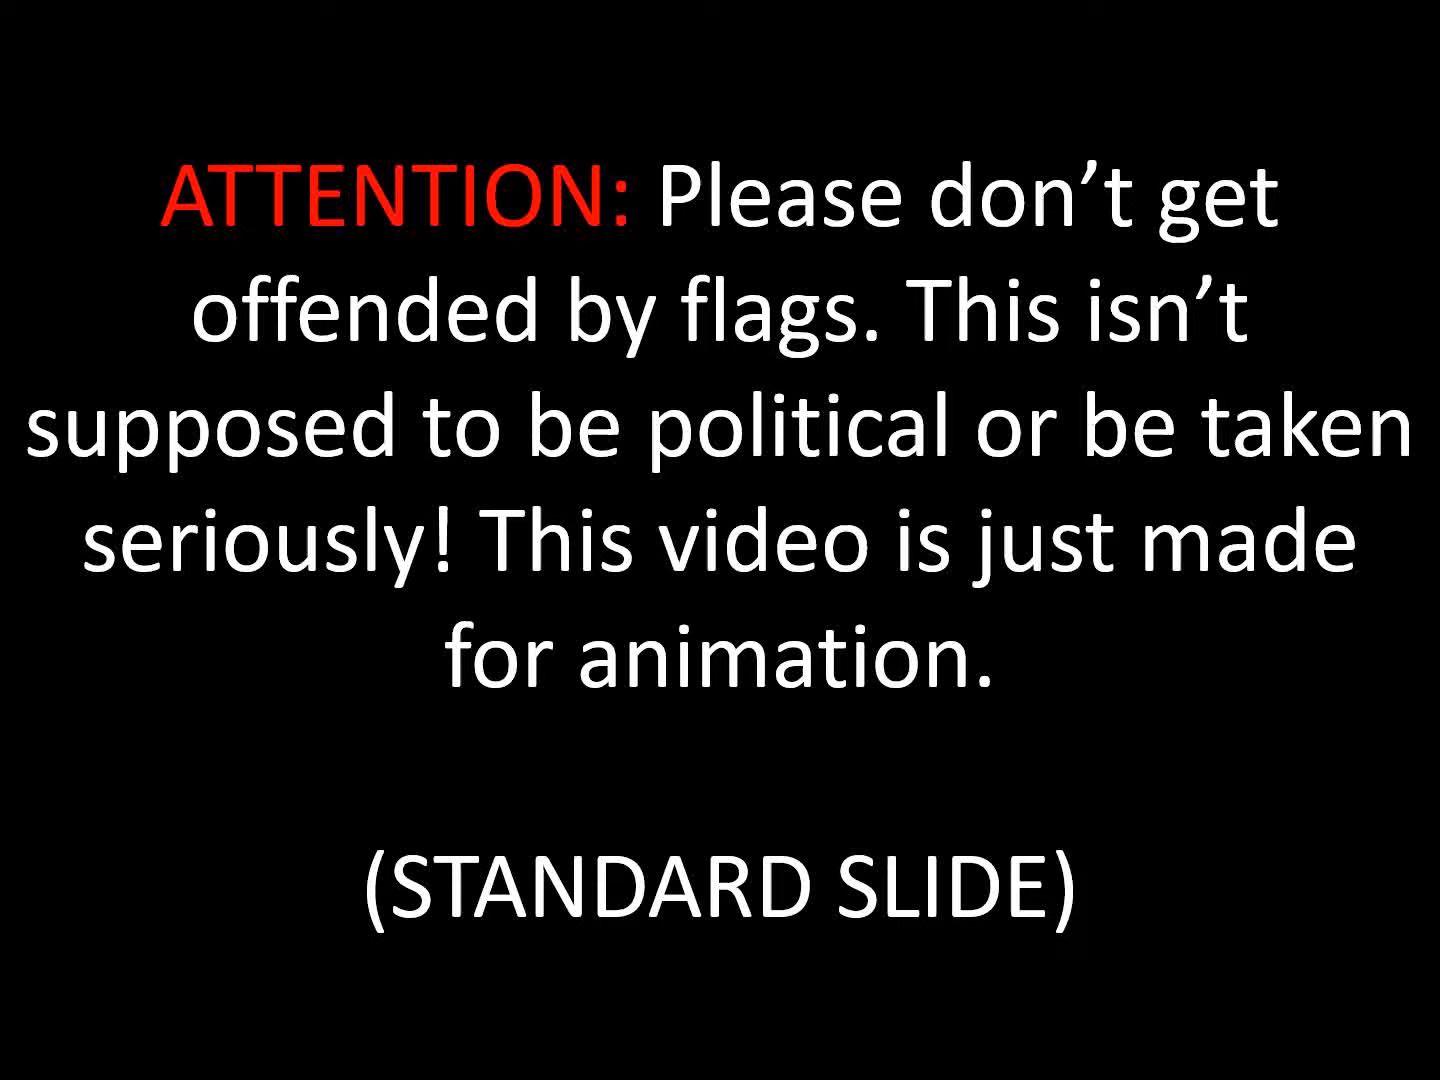 ATTENTION: Please don’t get
offended by flags. This isn’t
supposed to be political or be taken
seriously! This video is just made
for animation.
(STANDARD SLIDE)